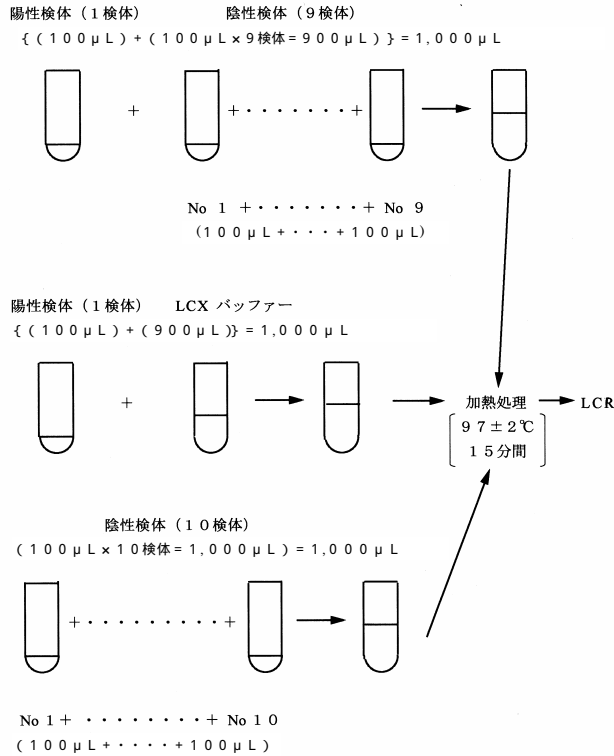 陽性検体（1検体）　陰性検体（9検体）
{（100μL）+（100μL×9検体=900μL）}=1,000μL
+ +・・・・・・・+
No 1 +・・・・・・・+ No 9
(100μL+・・・+100μL)
陽性検体（1検体）　LCX バッファー
{（100μL）+（900μL）}=1,000μL
+
加熱処理 LCR
97±2℃
15分間
陰性検体（10検体）
（100μL×10検体=1,000μL）=1,000μL
+・・・・・・・・・+
No 1+ ・・・・・・・・+ No 10
(100μL+・・・・+100μL)